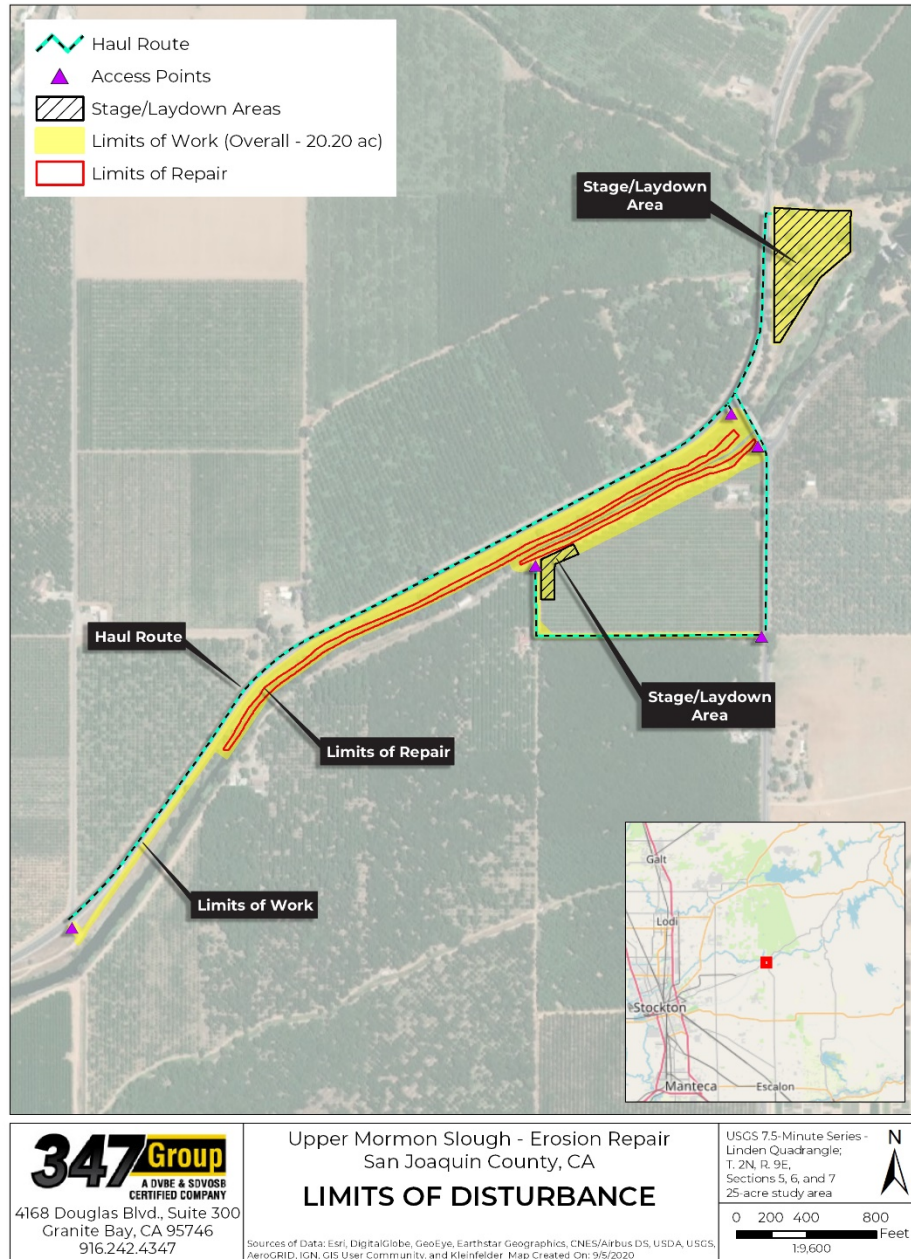 Haul Route
Access Points
Stage/Laydown Areas
Limits of Work (Overall - 20.20 ac)
Limits of Repair
Stage/Laydown
Area
Haul Route
Limits of Repair
Stage/Laydown
Area
Limits of Work
Galt
Lodi
Stockton
Manteca
Escalon
347 Group
A DVBE & SDVOSB
CERTIFIED COMPANY
4168 Douglas Blvd., Suite 300
Granite Bay, CA 95746
916.242.4347
Upper Mormon Slough - Erosion Repair
San Joaquin County, CA
LIMITS OF DISTURBANCE
Sources of Data: Esri, DigitalGlobe, GeoEye, Earthstar Geographics, CNES/Airbus DS, USDA, USGS,
AeroGRID, IGN, GIS User Community, and Kleinfelder Map Created On: 9/5/2020
USGS 7.5-Minute Series -
Linden Quadrangle;
T. 2N, R. 9E,
Sections 5, 6, and 7
25-acre study area
N
0 200 400 800
Feet
1:9,600